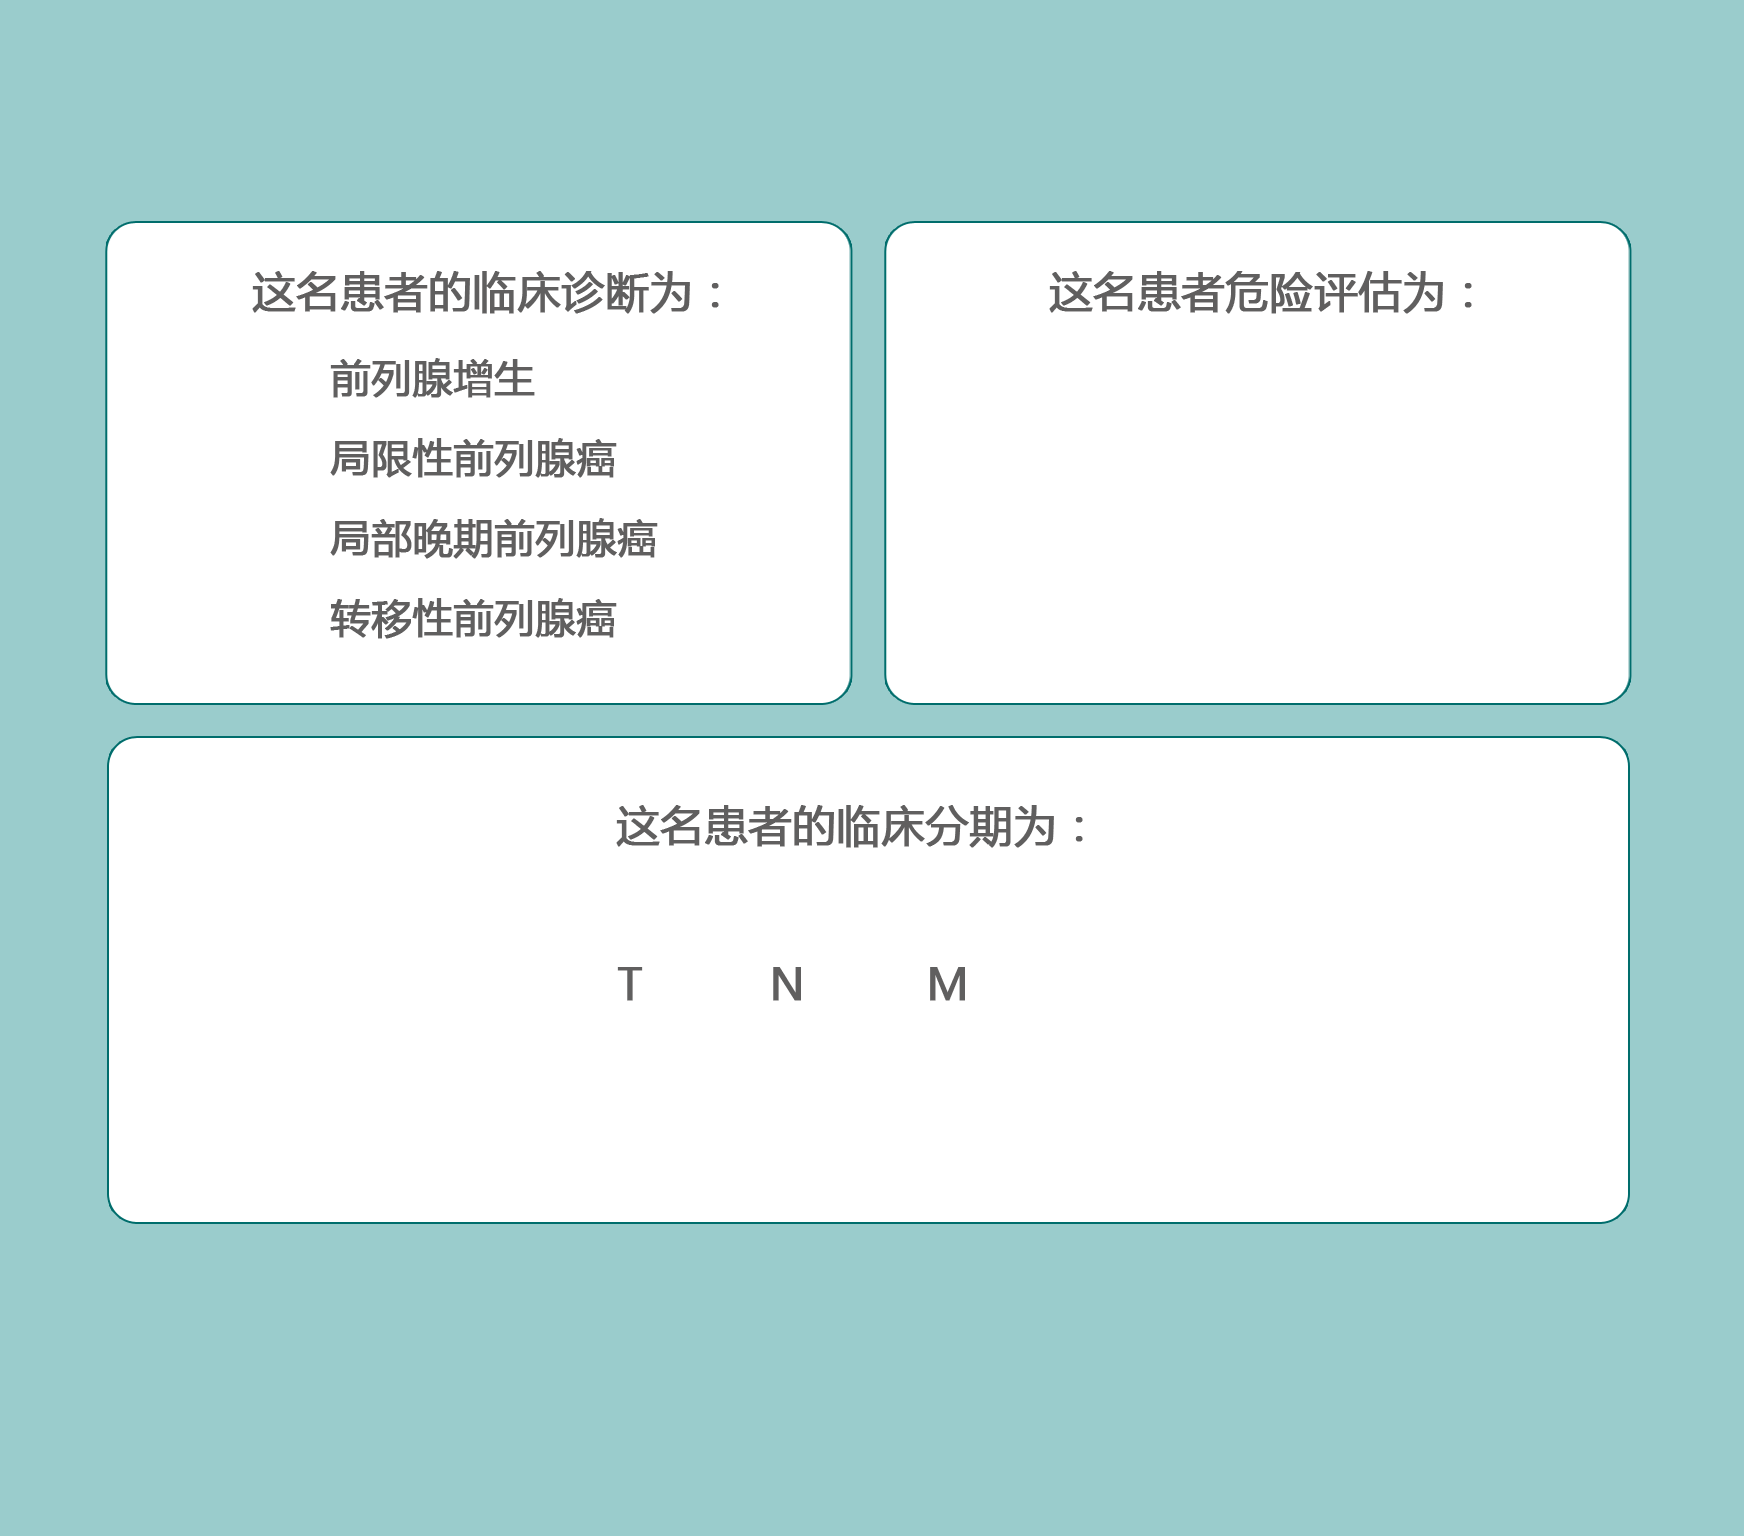 这名患者的临床诊断为：
前列腺增生
局限性前列腺癌
局部晚期前列腺癌
转移性前列腺癌
这名患者危险评估为：
这名患者的临床分期为：
T N M